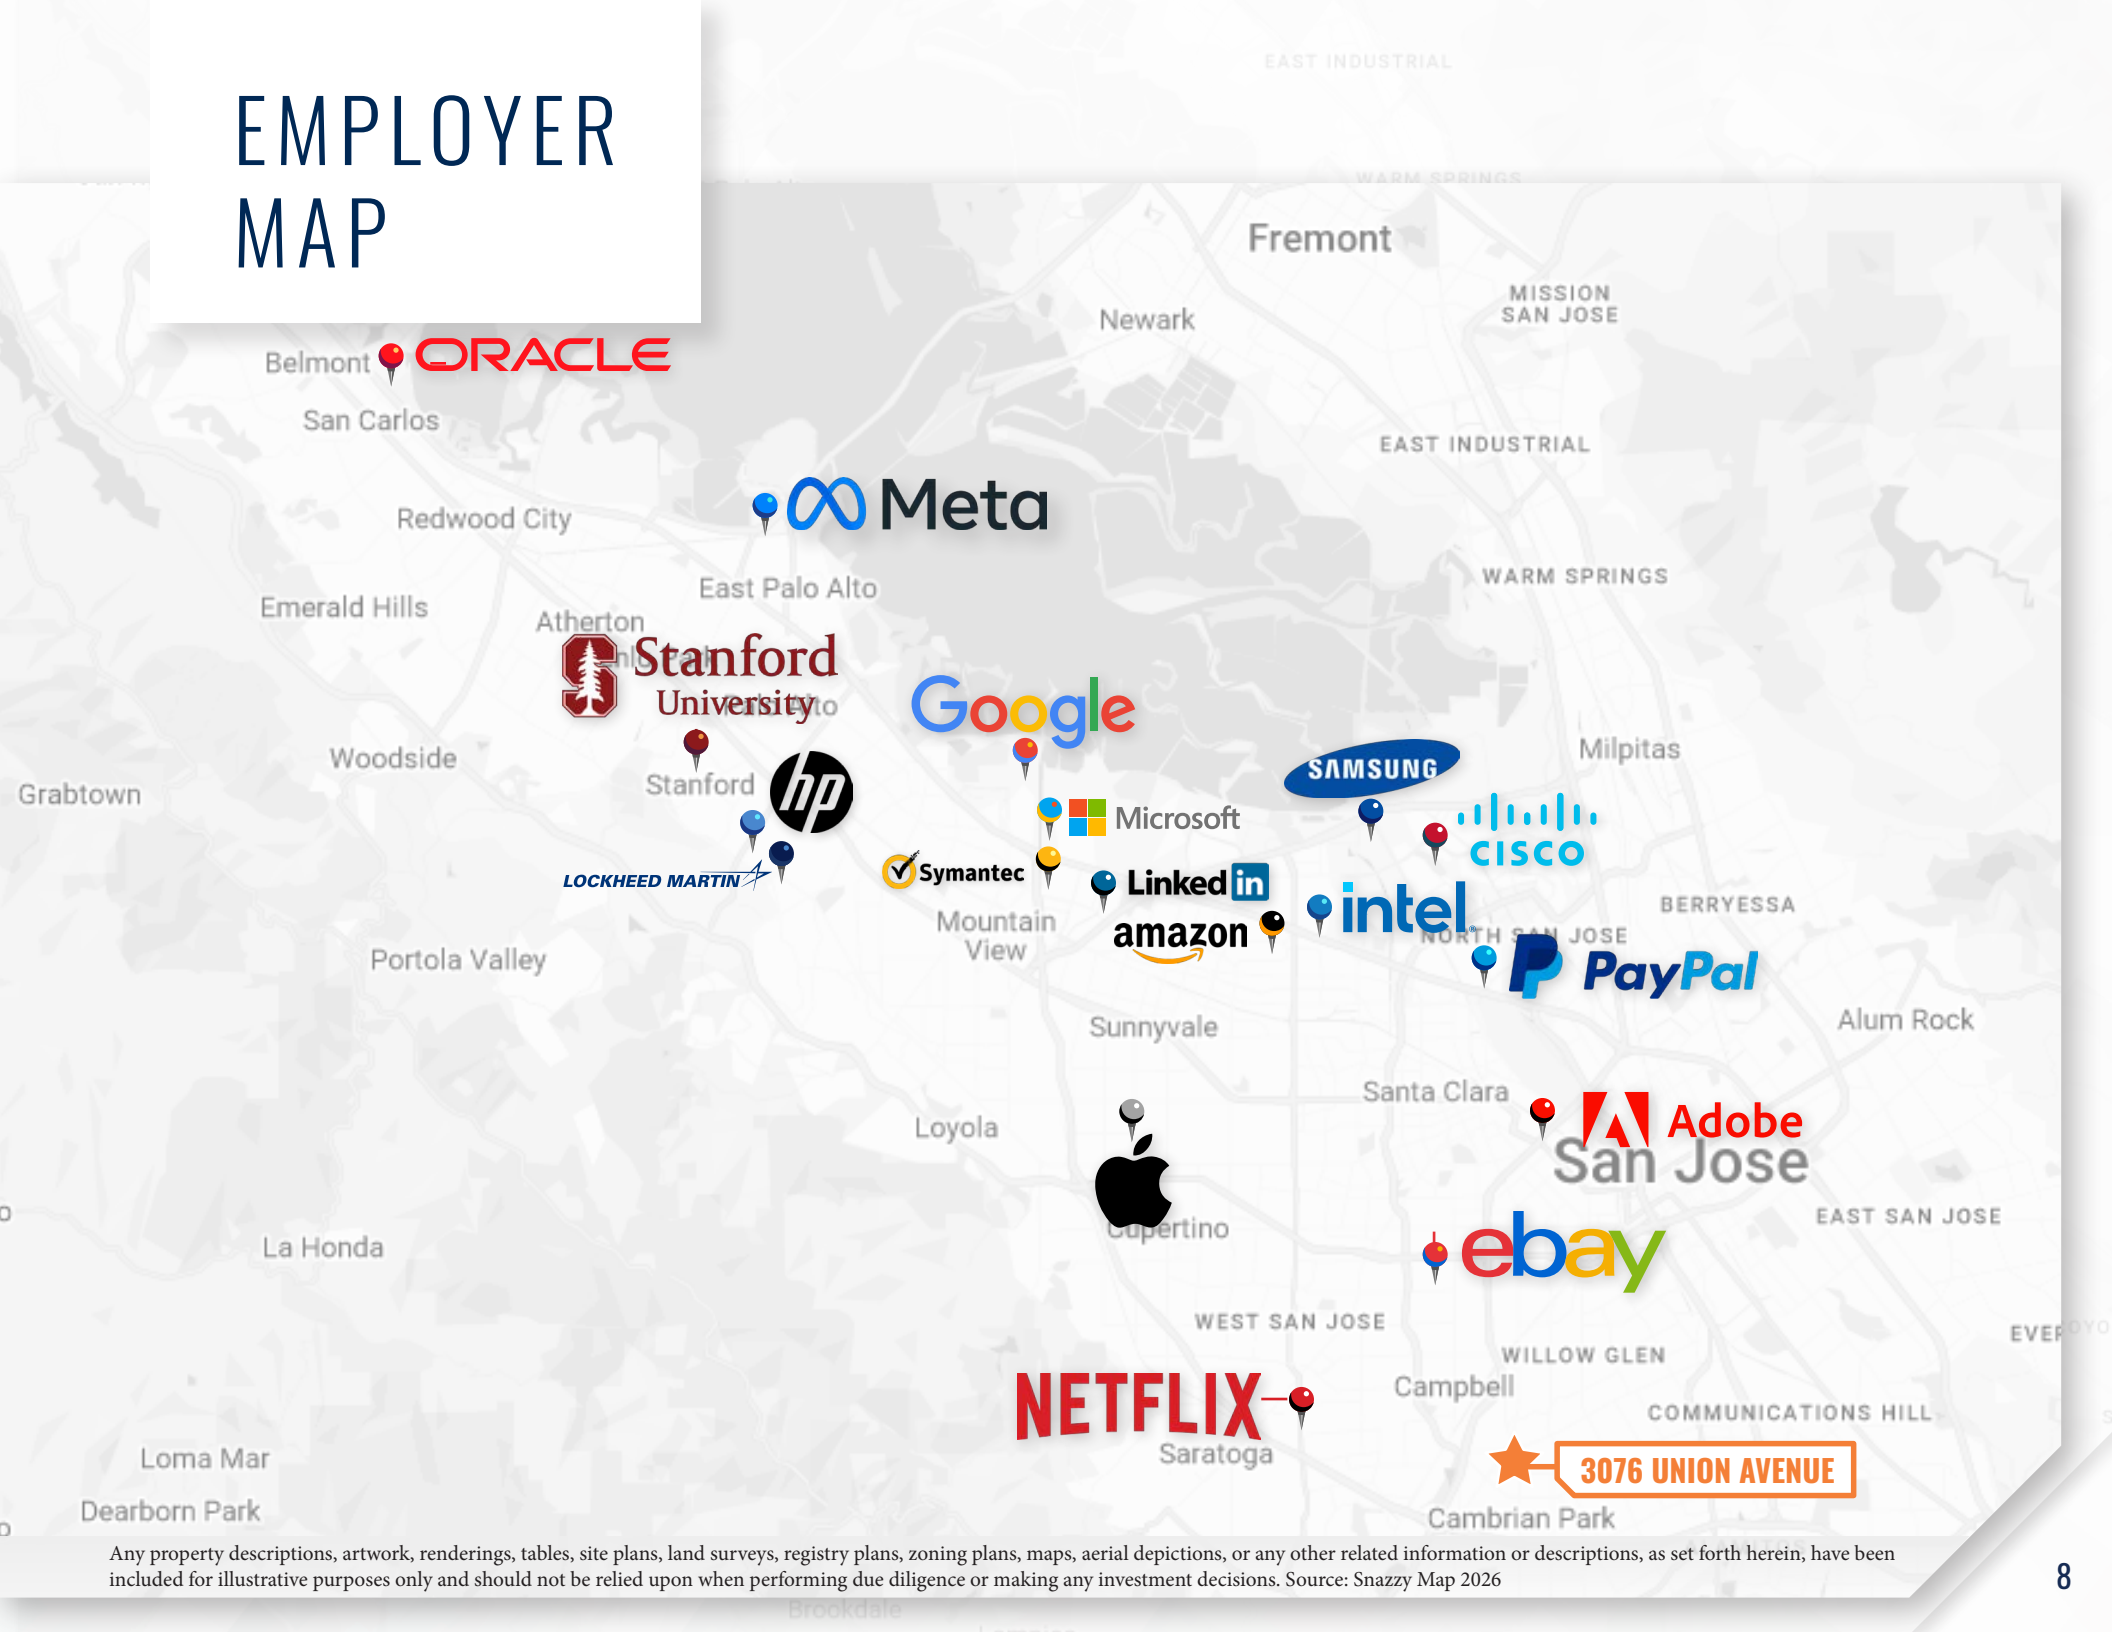 EMPLOYER
MAP
EAST INDUSTRIAL
WARM SPRINGS
Fremont
MISSION
SAN JOSE
Newark
Belmont
ORACLE
San Carlos
EAST INDUSTRIAL
Meta
Redwood City
WARM SPRINGS
East Palo Alto
Emerald Hills
Atherton
Stanford
University
Google
Woodside
Stanford
hp
SAMSUNG
Milpitas
Grabtown
Microsoft
CISCO
LOCKHEED MARTIN
Symantec
Linked in
intel
BERRYESSA
Mountain
View
amazon
NORTH SAN JOSE
Portola Valley
PayPal
Sunnyvale
Alum Rock
Santa Clara
Adobe
Loyola
San Jose
Cupertino
EAST SAN JOSE
La Honda
ebay
WEST SAN JOSE
WILLOW GLEN
Campbell
NETFLIX
COMMUNICATIONS HILL
Saratoga
Loma Mar
3076 UNION AVENUE
Dearborn Park
Cambrian Park
Any property descriptions, artwork, renderings, tables, site plans, land surveys, registry plans, zoning plans, maps, aerial depictions, or any other related information or descriptions, as set forth herein, have been
included for illustrative purposes only and should not be relied upon when performing due diligence or making any investment decisions. Source: Snazzy Map 2026
8
Brookdale